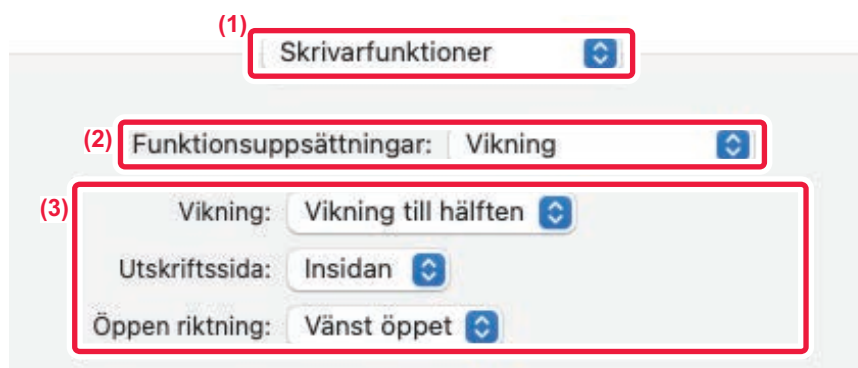 (1)
Skrivarfunktioner
(2) Funktionsuppsättningar: Vikning
(3) Vikning: Vikning till hälften
Utskriftssida: Insidan
Öppen riktning: Vänst öppet